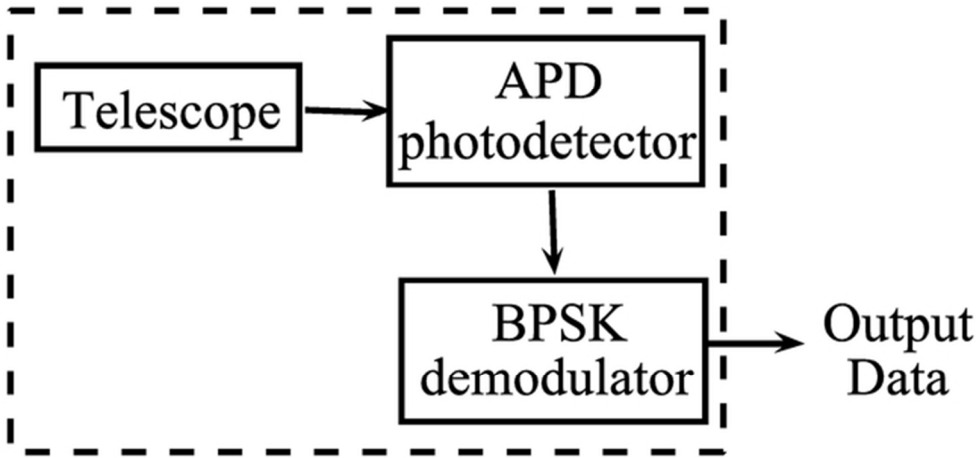 Telescope
APD
photodetector
BPSK
demodulator
Output
Data